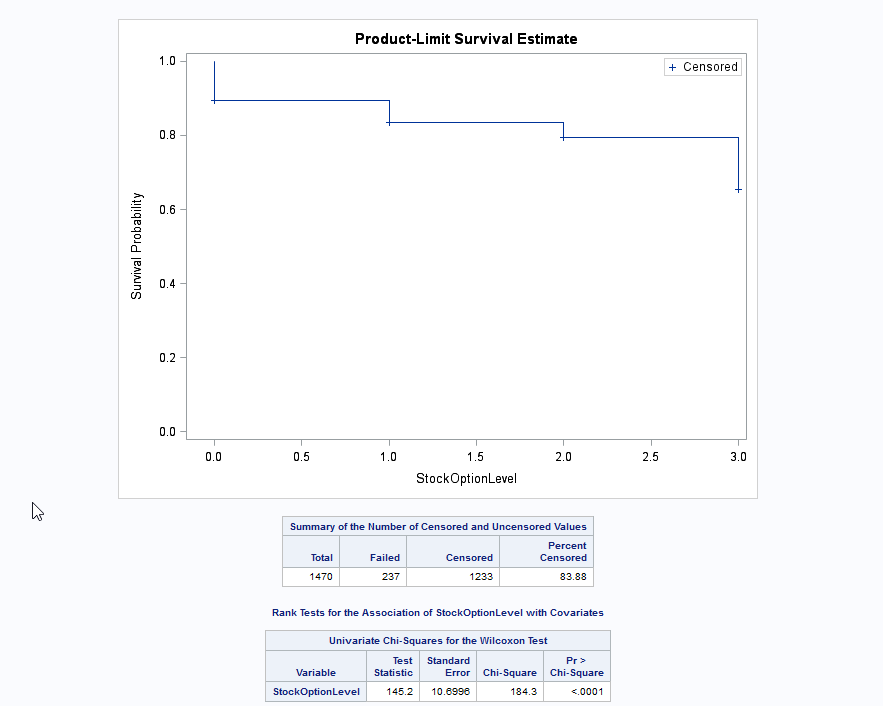 Product-Limit Survival Estimate
+ Censored
1.0
0.8
0.6
0.4
0.2
0.0
Survival Probability
0.0 0.5 1.0 1.5 2.0 2.5 3.0
StockOptionLevel
Summary of the Number of Censored and Uncensored Values
Total Failed Censored Percent Censored
1470 237 1233 83.88
Rank Tests for the Association of StockOptionLevel with Covariates
Univariate Chi-Squares for the Wilcoxon Test
Variable Test Statistic Standard Error Chi-Square Pr > Chi-Square
StockOptionLevel 145.2 10.6996 184.3 <.0001